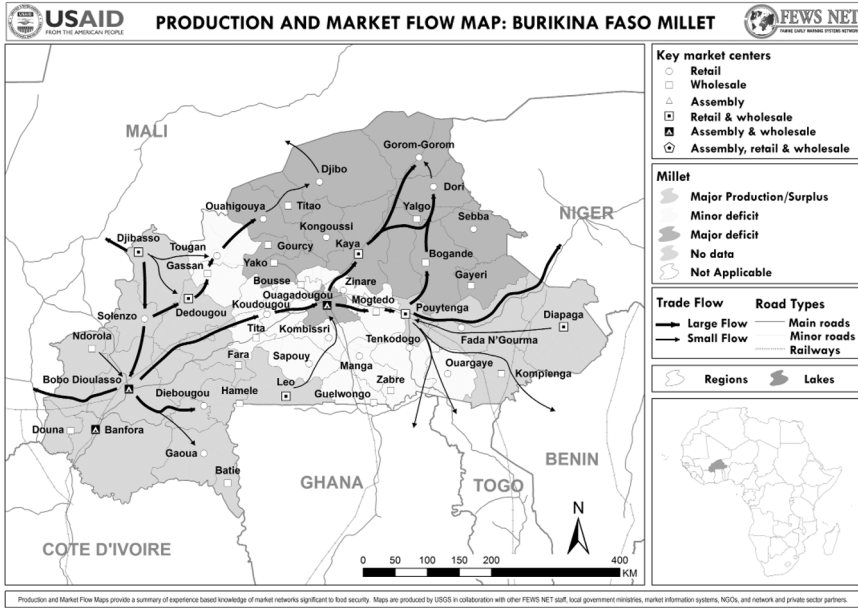 USAID
FROM THE AMERICAN PEOPLE
PRODUCTION AND MARKET FLOW MAP: BURIKINA FASO MILLET
FEWS NET
FAMINE EARLY WARNING SYSTEMS NETWORK
Key market centers
Retail
Wholesale
Assembly
Retail & wholesale
Assembly & wholesale
Assembly, retail & wholesale
Millet
Major Production/Surplus
Minor deficit
Major deficit
No data
Not Applicable
Trade Flow
Road Types
Large Flow
Main roads
Small Flow
Minor roads
Railways
Regions
Lakes
MALI
Gorom-Gorom
Djibo
Dori
Ouahigouya
Titao
Yalgo
Sebba
NIGER
Kongoussi
Djibasso
Tougan
Gourcy
Kaya
Bogande
Gassan
Yako
Gayeri
Bousse
Zinare
Ouagadougou
Mogtedo
Dedougou
Koudougou
Pouytenga
Diapaga
Solenzo
Tita
Kombissri
Ndorola
Tenkodogo
Fada N'Gourma
Fara
Sapouy
Manga
Ouargaye
Komplenga
Bobo Dioulasso
Leo
Zabre
Diebougou
Hamele
Guelwongo
Douna
Banfora
Gaoua
Batie
GHANA
BENIN
TOGO
COTE D'IVOIRE
N
0 50 100 150 200 400
KM
Production and Market Flow Maps provide a summary of experience based knowledge of market networks significant to food security. Maps are produced by USGS in collaboration with other FEWS NET staff, local government ministries, market information systems, NGOs, and network and private sector partners.